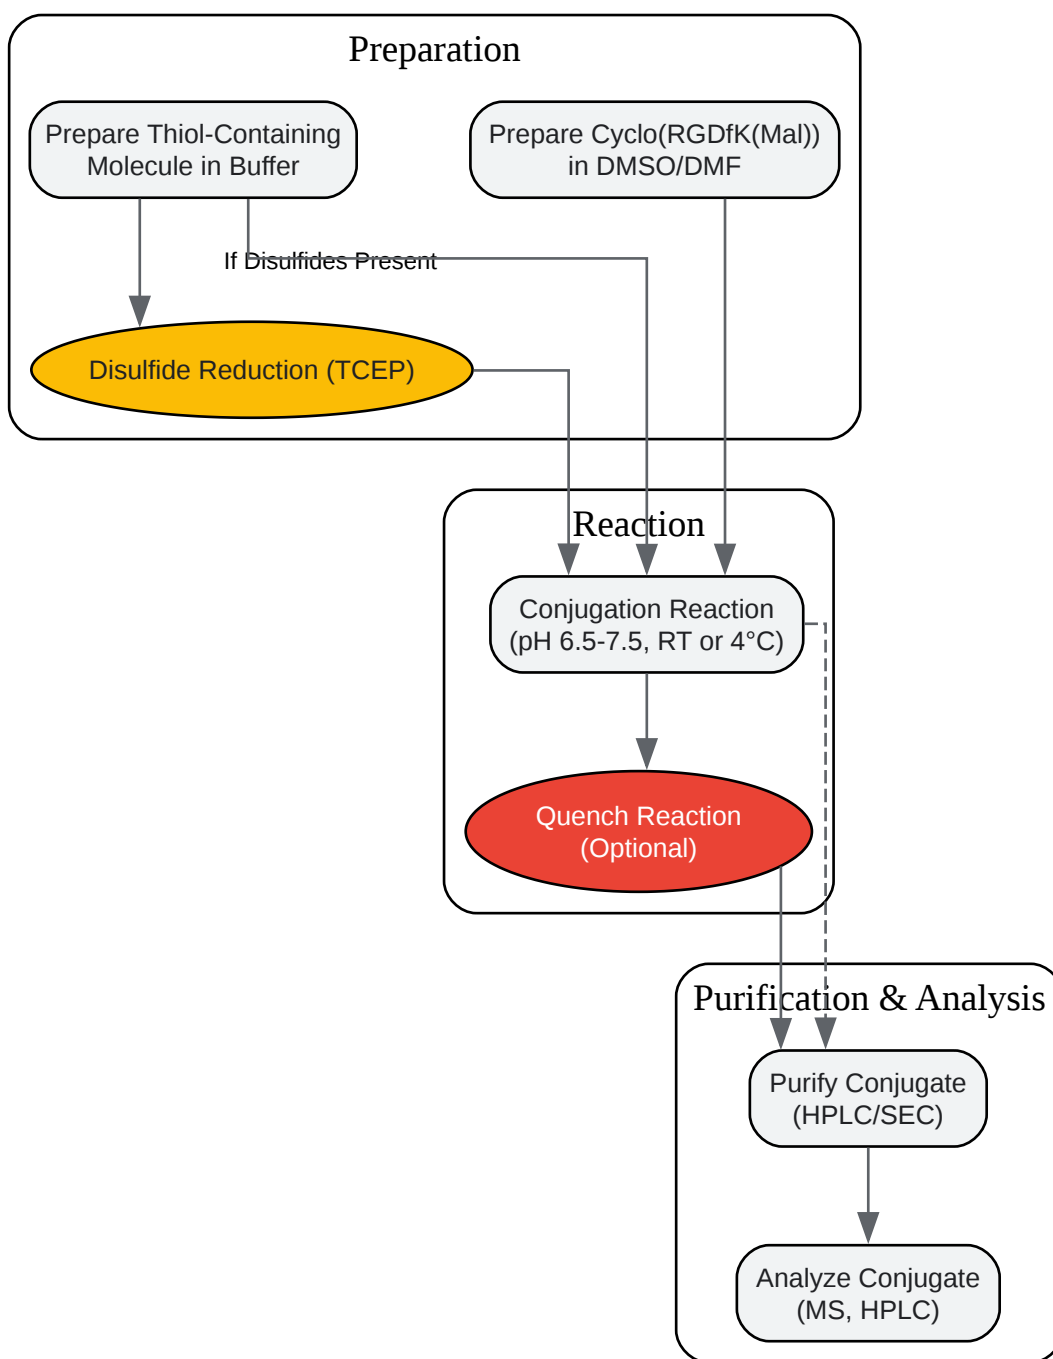 Preparation
Prepare Thiol-Containing
Molecule in Buffer
Prepare Cyclo(RGDfK(Mal))
in DMSO/DMF
If Disulfides Present
Disulfide Reduction (TCEP)
Reaction
Conjugation Reaction
(pH 6.5-7.5, RT or 4°C)
Quench Reaction
(Optional)
Purification & Analysis
Purify Conjugate
(HPLC/SEC)
Analyze Conjugate
(MS, HPLC)